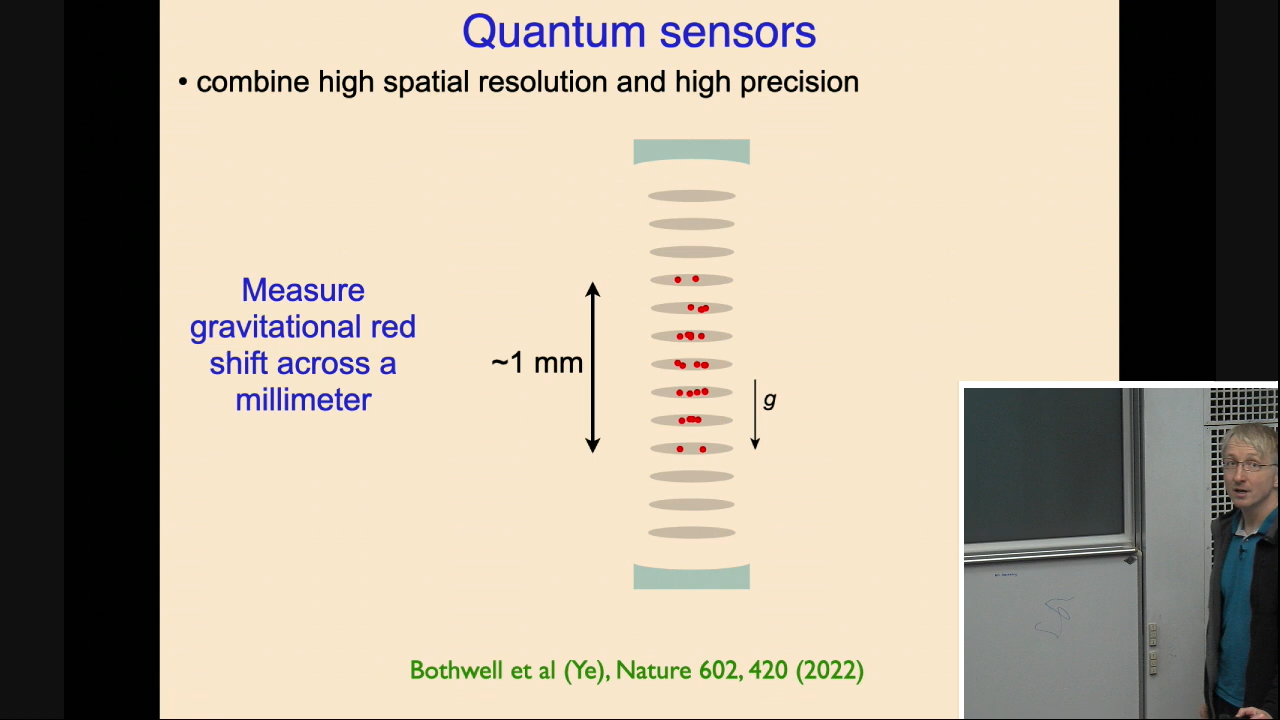 Quantum sensors
• combine high spatial resolution and high precision
Measure
gravitational red
shift across a
millimeter
~1 mm
g
Bothwell et al (Ye), Nature 602, 420 (2022)